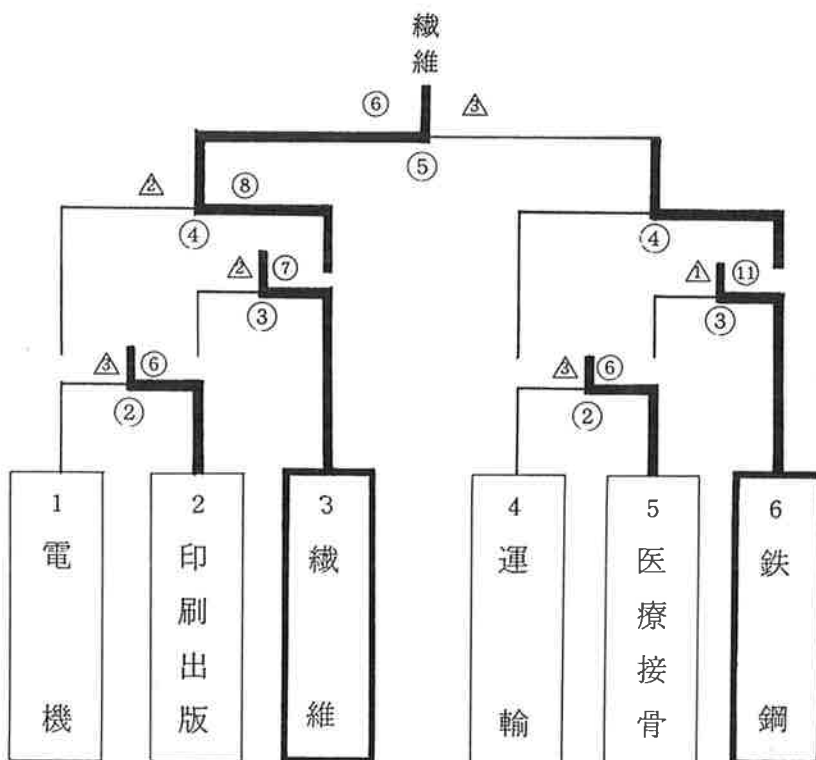 繊維
⑥ 3
⑤
2 ⑧
④ ④
2 ⑦ 1 ⑪
③ ③
3 ⑥ 3 ⑥
② ②
1 電機
2 印刷出版
3 繊維
4 運輸
5 医療接骨
6 鉄鋼